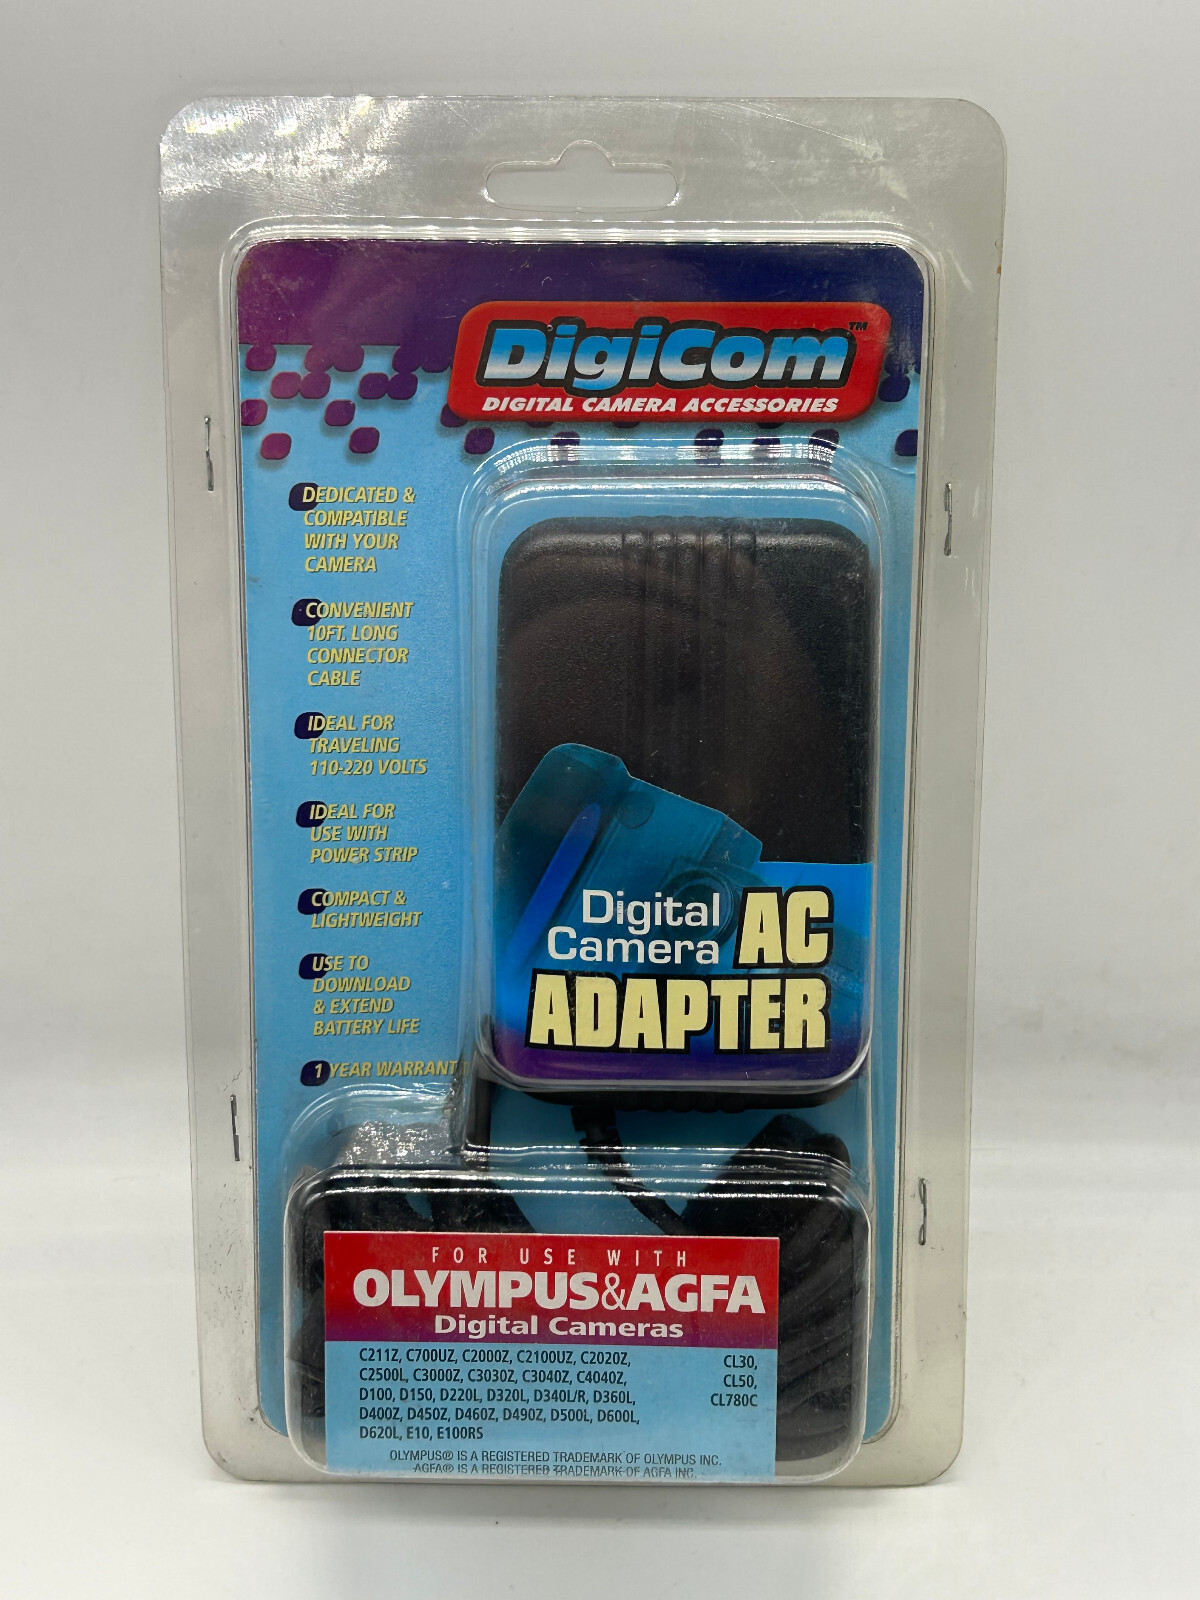 DigiCom™
DIGITAL CAMERA ACCESSORIES
DEDICATED &
COMPATIBLE
WITH YOUR
CAMERA
CONVENIENT
10FT. LONG
CONNECTOR
CABLE
IDEAL FOR
TRAVELING
110-220 VOLTS
IDEAL FOR
USE WITH
POWER STRIP
COMPACT &
LIGHTWEIGHT
USE TO
DOWNLOAD
& EXTEND
BATTERY LIFE
1 YEAR WARRANT
Digital
Camera AC
ADAPTER
FOR USE WITH
OLYMPUS&AGFA
Digital Cameras
C211Z, C700UZ, C2000Z, C2100UZ, C2020Z,
C2500L, C3000Z, C3030Z, C3040Z, C4040Z,
D100, D150, D220L, D320L, D340L/R, D360L,
D400Z, D450Z, D460Z, D490Z, D500L, D600L,
D620L, E10, E100RS
CL30,
CL50,
CL780C
OLYMPUS® IS A REGISTERED TRADEMARK OF OLYMPUS INC.
AGFA® IS A REGISTERED TRADEMARK OF AGFA INC.